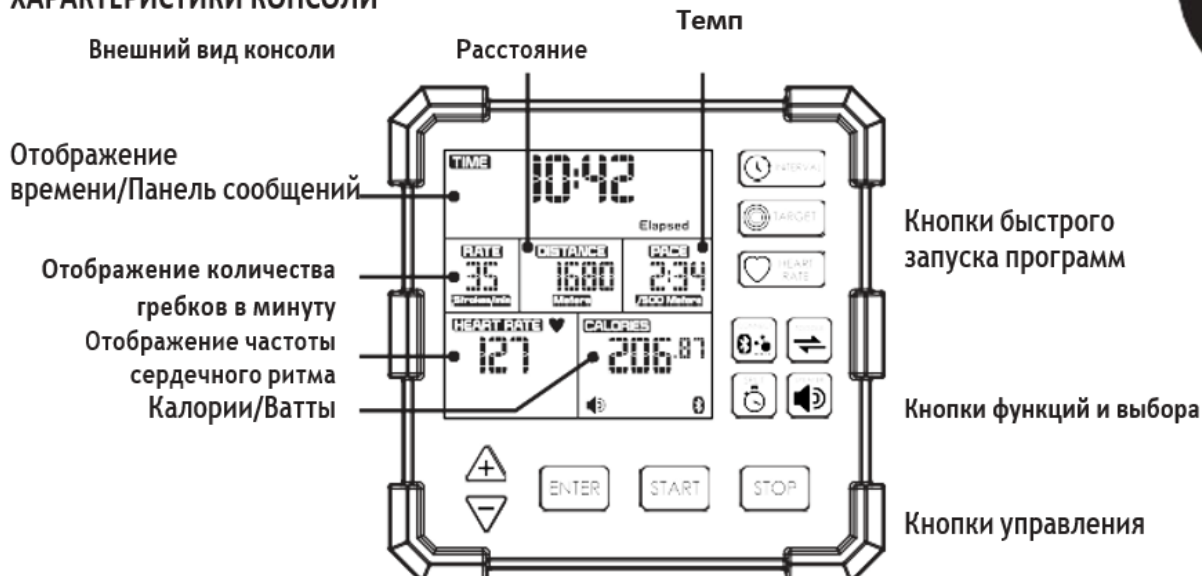 ХАРАКТЕРИСТИКИ КОНСОЛИ
Внешний вид консоли
Расстояние
Темп
Отображение
времени/Панель сообщений
Отображение количества
гребков в минуту
Отображение частоты
сердечного ритма
Калории/Ватты
TIME
10:42
Elapsed
RATE
35
Strokes/min
DISTANCE
1680
Meters
PACE
2:34
/500 Meters
HEART RATE
127
CALORIES
206.87
INTERVAL
TARGET
HEART
RATE
ENTER
START
STOP
Кнопки быстрого
запуска программ
Кнопки функций и выбора
Кнопки управления